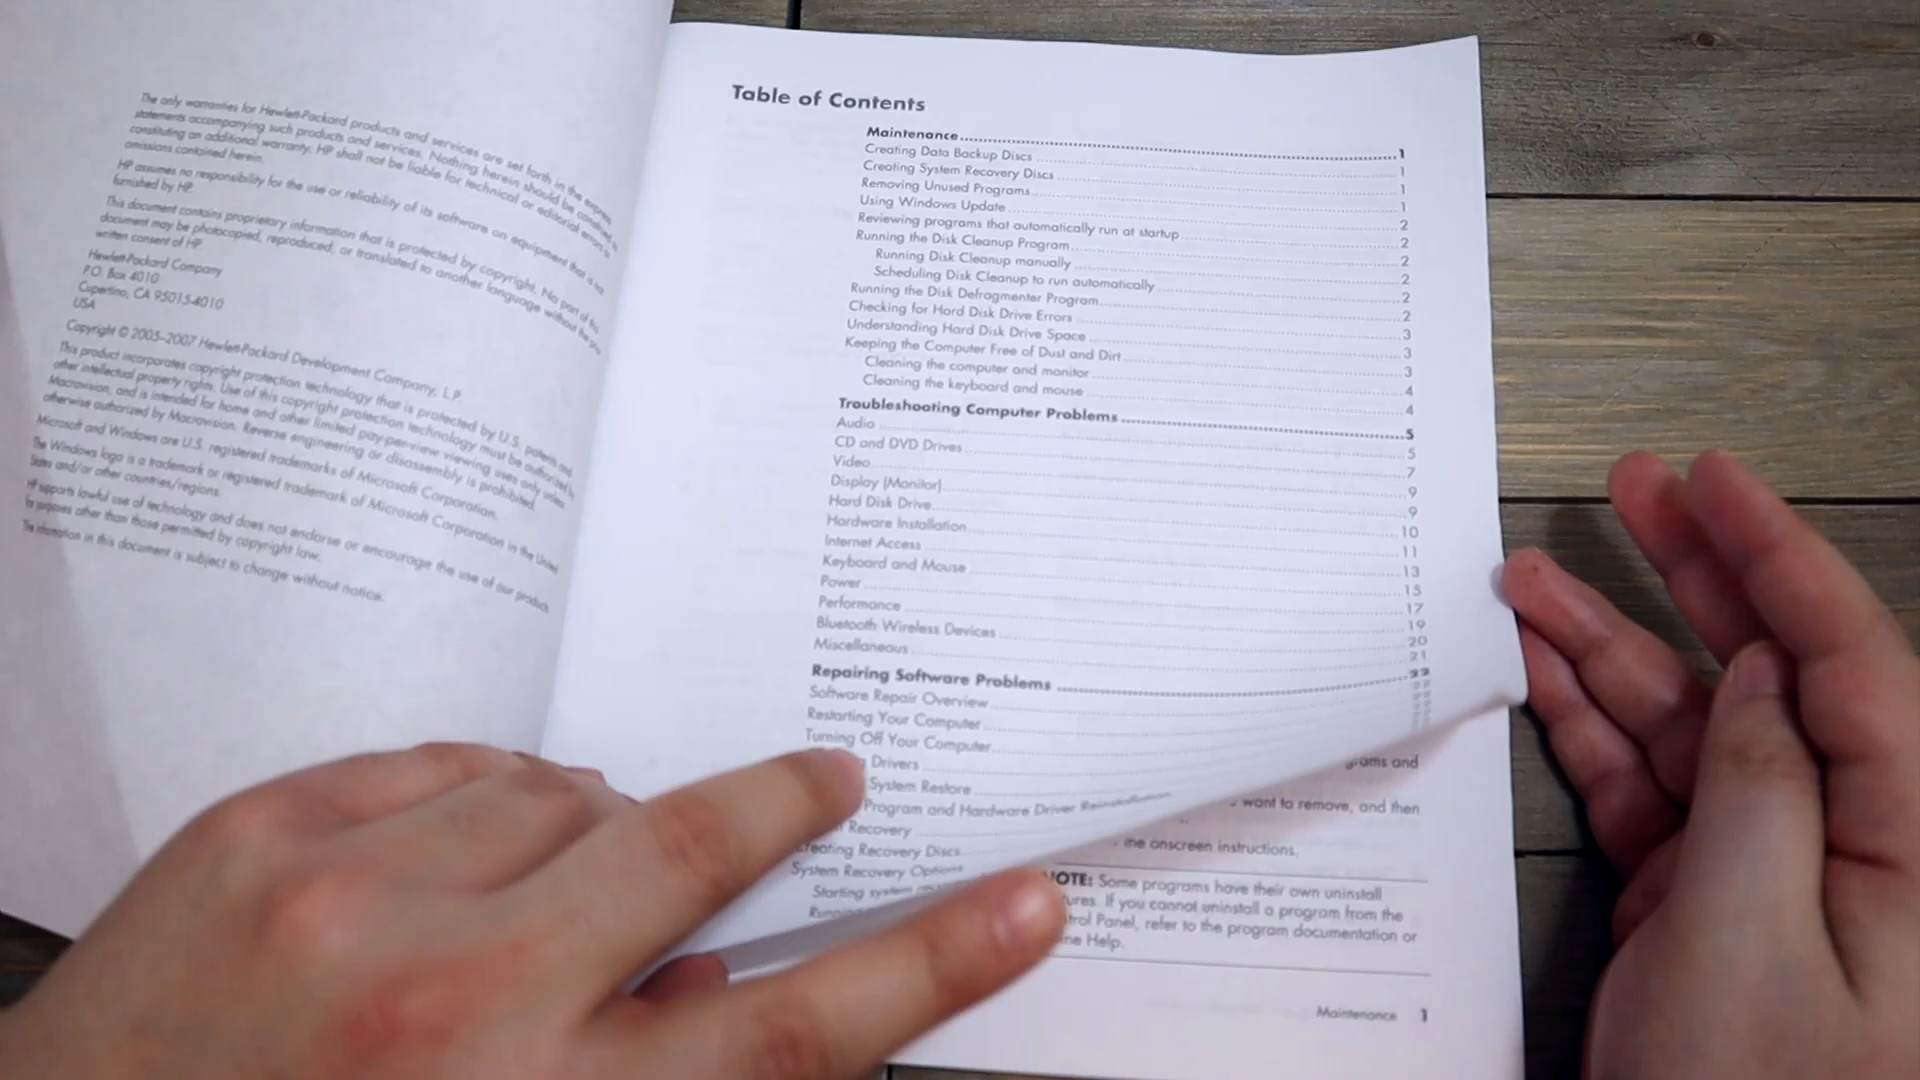 The only warranties for Hewlett-Packard products and services are set forth in the express
statements accompanying such products and services. Nothing herein should be construed as
constituting an additional warranty. HP shall not be liable for technical or editorial errors or
omissions contained herein.
HP assumes no responsibility for the use or reliability of its software on equipment that is not
furnished by HP.
This document contains proprietary information that is protected by copyright. No part of this
document may be photocopied, reproduced, or translated to another language without the prior
written consent of HP.
Hewlett-Packard Company
P.O. Box 4010
Cupertino, CA 95015-4010
USA
Copyright © 2005–2007 Hewlett-Packard Development Company, L.P.
This product incorporates copyright protection technology that is protected by U.S. patents and
other intellectual property rights. Use of this copyright protection technology must be authorized by
Macrovision, and is intended for home and other limited pay-per-view viewing uses only unless
otherwise authorized by Macrovision. Reverse engineering or disassembly is prohibited.
Microsoft and Windows are U.S. registered trademarks of Microsoft Corporation.
The Windows logo is a trademark or registered trademark of Microsoft Corporation in the United
States and/or other countries/regions.
HP supports lawful use of technology and does not endorse or encourage the use of our products
for purposes other than those permitted by copyright law.
The information in this document is subject to change without notice.
Table of Contents
Maintenance 1
Creating Data Backup Discs 1
Creating System Recovery Discs 1
Removing Unused Programs 1
Using Windows Update 2
Reviewing programs that automatically run at startup 2
Running the Disk Cleanup Program 2
Running Disk Cleanup manually 2
Scheduling Disk Cleanup to run automatically 2
Running the Disk Defragmenter Program 2
Checking for Hard Disk Drive Errors 3
Understanding Hard Disk Drive Space 3
Keeping the Computer Free of Dust and Dirt 3
Cleaning the computer and monitor 4
Cleaning the keyboard and mouse 4
Troubleshooting Computer Problems 5
Audio 5
CD and DVD Drives 7
Video 9
Display (Monitor) 9
Hard Disk Drive 10
Hardware Installation 11
Internet Access 13
Keyboard and Mouse 15
Power 17
Performance 19
Bluetooth Wireless Devices 20
Miscellaneous 21
Repairing Software Problems 22
Software Repair Overview
Restarting Your Computer
Turning Off Your Computer
Drivers
System Restore
Program and Hardware Driver Reinstallation
Recovery
Creating Recovery Discs
System Recovery Options
Starting system
Running
and
want to remove, and then
the onscreen instructions.
NOTE: Some programs have their own uninstall
If you cannot uninstall a program from the
Panel, refer to the program documentation or
Help.
Maintenance 1